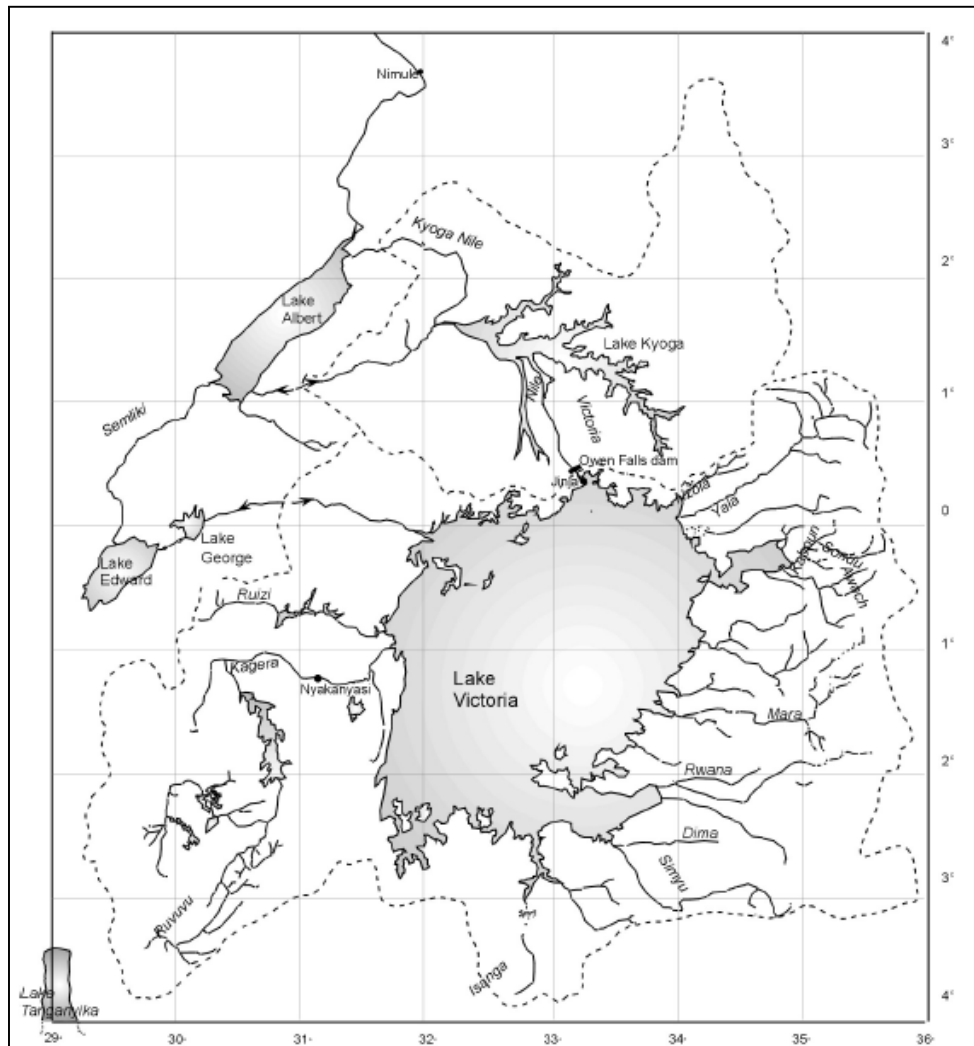 4°
Nimule
3°
Kyoga Nile
2°
Lake
Albert
Lake Kyoga
Nile
Victoria
1°
Semliki
Owen Falls dam
Jinja
Nzoia
Yala
0
Lake
George
Lake
Edward
Sondu
Awach
Ruizi
1°
Kagera
Nyakanyasi
Lake
Victoria
Mara
Rwana
2°
Dima
Simyu
3°
Ruvuvu
Isanga
Lake
Tanganyika
4°
29°
30°
31°
32°
33°
34°
35°
36°